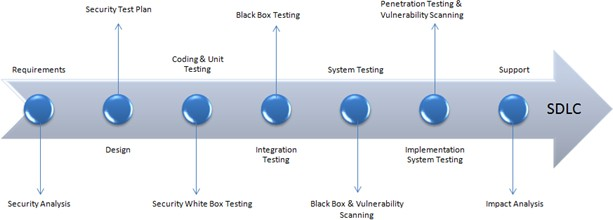 Security Test Plan
Black Box Testing
Penetration Testing &
Vulnerability Scanning
Requirements
Coding & Unit
Testing
System Testing
Support
SDLC
Design
Integration
Testing
Implementation
System Testing
Security Analysis
Security White Box Testing
Black Box & Vulnerability
Scanning
Impact Analysis